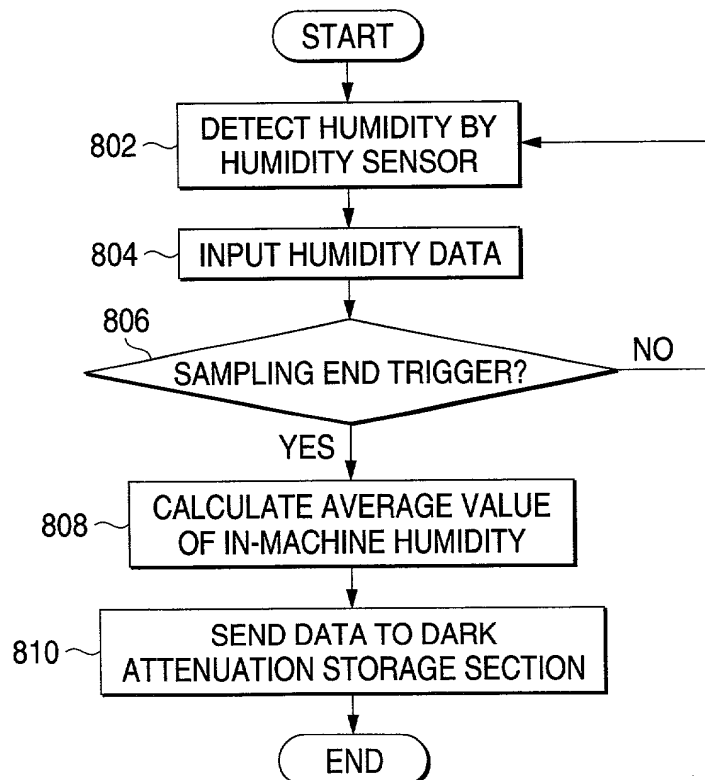 START
802
DETECT HUMIDITY BY
HUMIDITY SENSOR
804
INPUT HUMIDITY DATA
806
SAMPLING END TRIGGER?
NO
YES
808
CALCULATE AVERAGE VALUE
OF IN-MACHINE HUMIDITY
810
SEND DATA TO DARK
ATTENUATION STORAGE SECTION
END